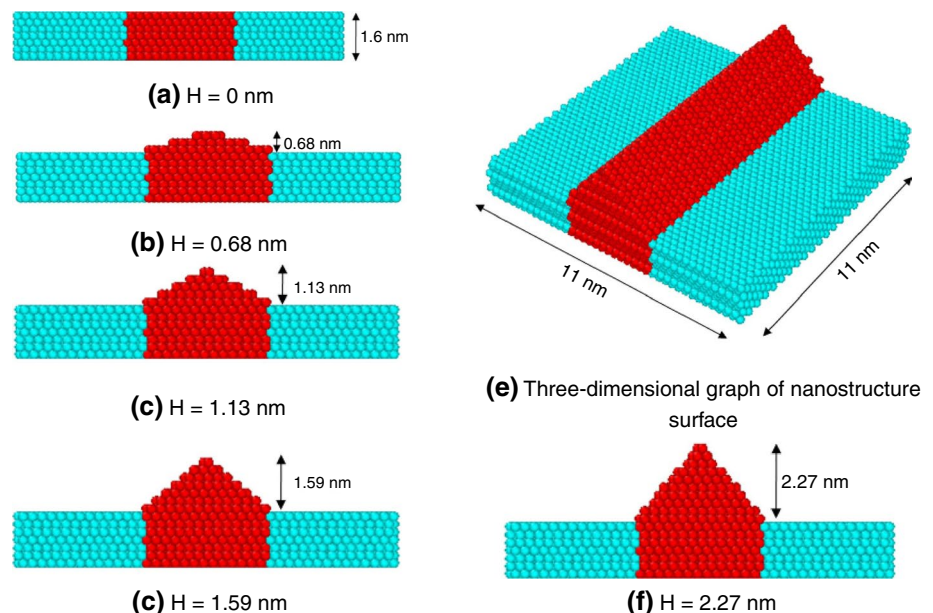 1.6 nm
(a) H = 0 nm
0.68 nm
(b) H = 0.68 nm
1.13 nm
(c) H = 1.13 nm
1.59 nm
(c) H = 1.59 nm
11 nm
11 nm
(e) Three-dimensional graph of nanostructure
surface
2.27 nm
(f) H = 2.27 nm